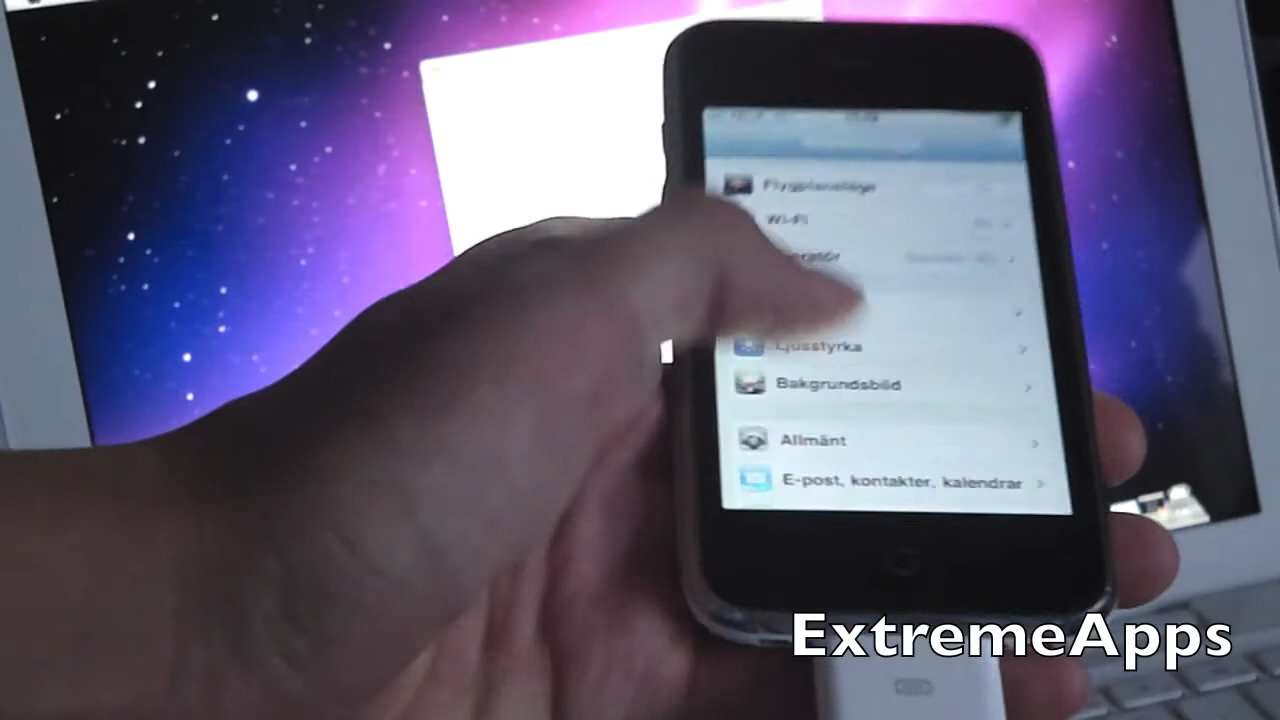 Flygplansläge
Wi-Fi
Ljusstyrka
Bakgrundsbild
Allmänt
E-post, kontakter, kalendrar
ExtremeApps